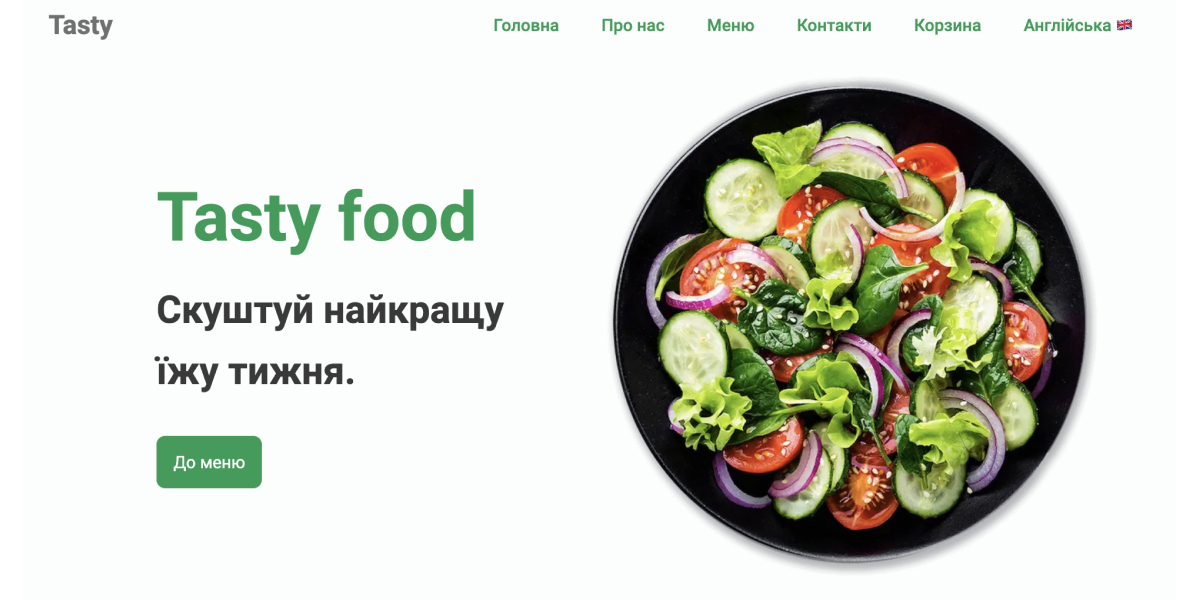 Tasty
Головна Про нас Меню Контакти Корзина Англійська 🇬🇧
Tasty food
Скуштуй найкращу
їжу тижня.
До меню